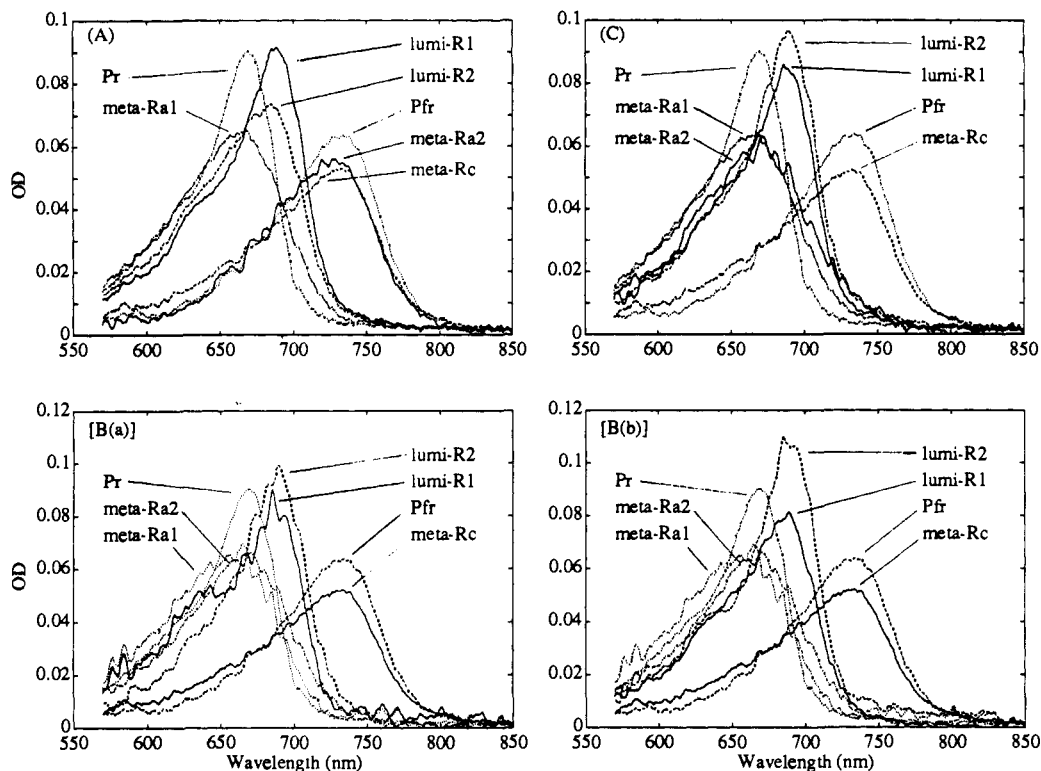 (A)
0.1
0.08
0.06
0.04
0.02
0
OD
Pr
meta-Ra1
lumi-R1
lumi-R2
Pfr
meta-Ra2
meta-Rc
550 600 650 700 750 800 850
(C)
0.1
0.08
0.06
0.04
0.02
0
OD
Pr
meta-Ra1
meta-Ra2
lumi-R2
lumi-R1
Pfr
meta-Rc
550 600 650 700 750 800 850
[B(a)]
0.12
0.1
0.08
0.06
0.04
0.02
0
OD
Pr
meta-Ra2
meta-Ra1
lumi-R2
lumi-R1
Pfr
meta-Rc
550 600 650 700 750 800 850
Wavelength (nm)
[B(b)]
0.12
0.1
0.08
0.06
0.04
0.02
0
OD
Pr
meta-Ra2
meta-Ra1
lumi-R2
lumi-R1
Pfr
meta-Rc
550 600 650 700 750 800 850
Wavelength (nm)